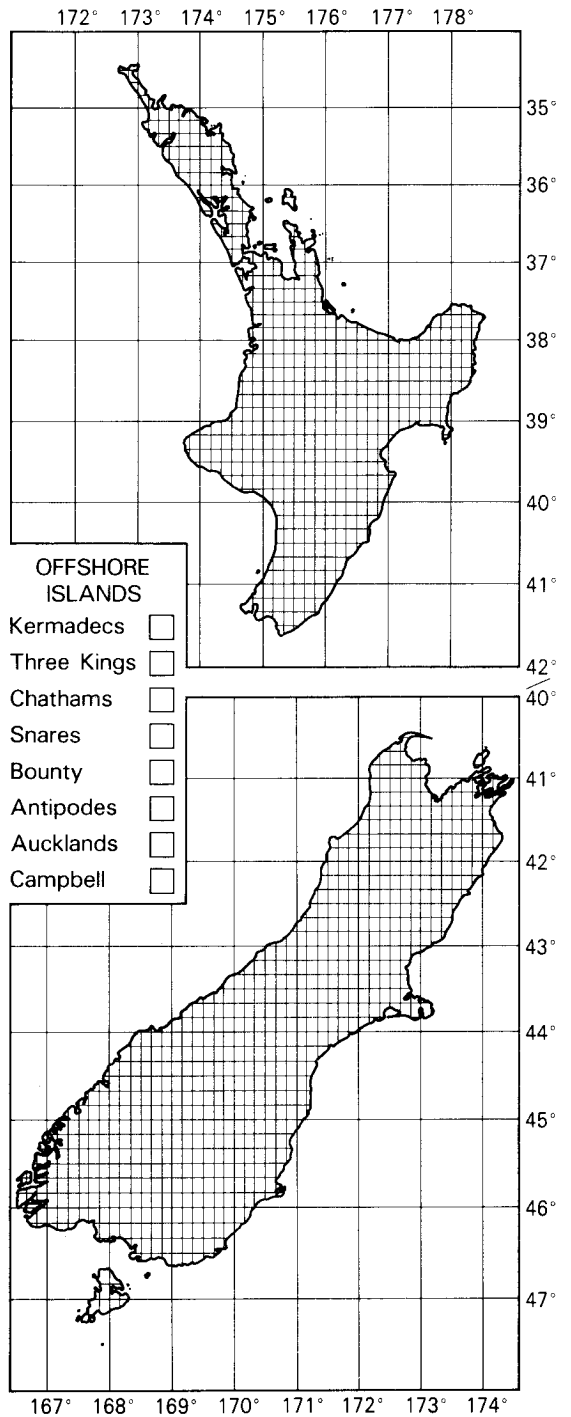 172° 173° 174° 175° 176° 177° 178°
35°
36°
37°
38°
39°
40°
41°
42°
OFFSHORE
ISLANDS
Kermadecs
Three Kings
Chathams
Snares
Bounty
Antipodes
Aucklands
Campbell
40°
41°
42°
43°
44°
45°
46°
47°
167° 168° 169° 170° 171° 172° 173° 174°